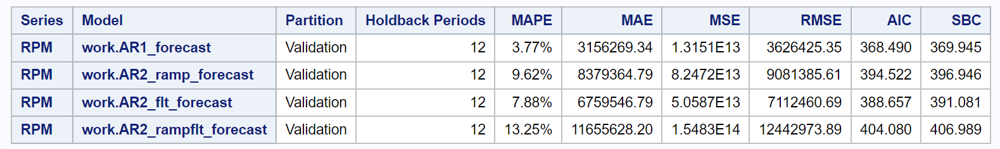 Series Model Partition Holdback Periods MAPE MAE MSE RMSE AIC SBC
RPM work.AR1_forecast Validation 12 3.77% 3156269.34 1.3151E13 3626425.35 368.490 369.945
RPM work.AR2_ramp_forecast Validation 12 9.62% 8379364.79 8.2472E13 9081385.61 394.522 396.946
RPM work.AR2_flt_forecast Validation 12 7.88% 6759546.79 5.0587E13 7112460.69 388.657 391.081
RPM work.AR2_rampflt_forecast Validation 12 13.25% 11655628.20 1.5483E14 12442973.89 404.080 406.989